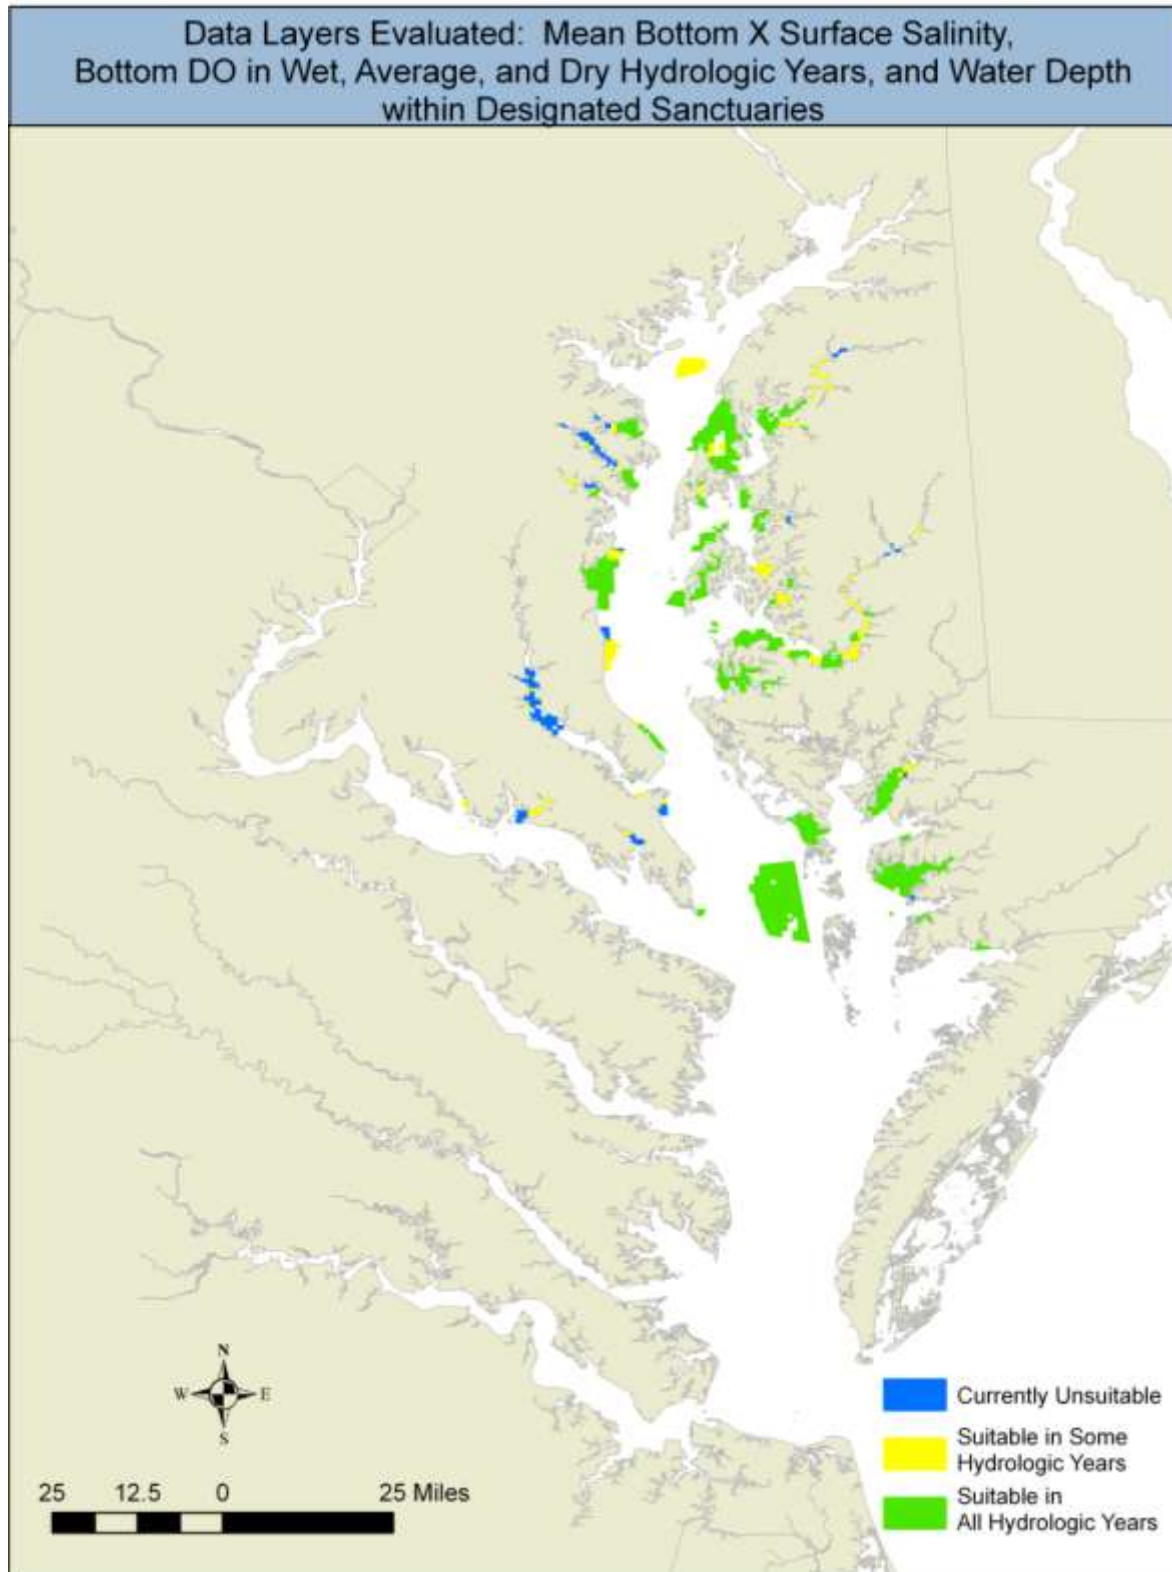 Data Layers Evaluated:  Mean Bottom X Surface Salinity,
Bottom DO in Wet, Average, and Dry Hydrologic Years, and Water Depth
within Designated Sanctuaries
N
W E
S
25 12.5 0 25 Miles
Currently Unsuitable
Suitable in Some
Hydrologic Years
Suitable in
All Hydrologic Years